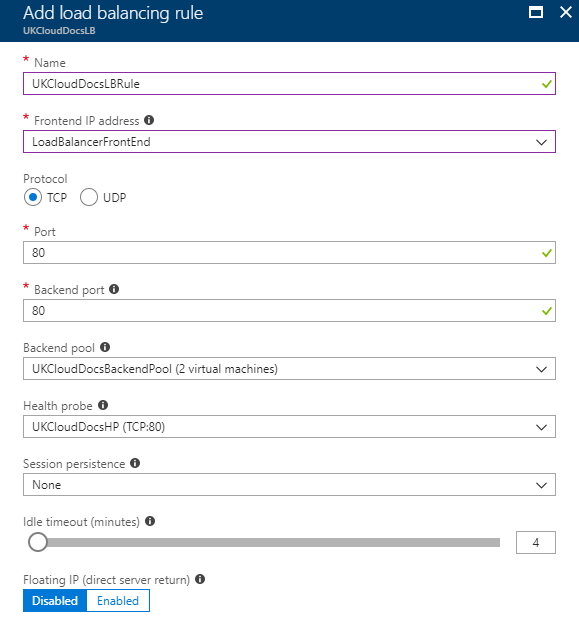 Add load balancing rule
UKCloudDocsLB
* Name
UKCloudDocsLBRule
* Frontend IP address
LoadBalancerFrontEnd
Protocol
TCP UDP
* Port
80
* Backend port
80
Backend pool
UKCloudDocsBackendPool (2 virtual machines)
Health probe
UKCloudDocsHP (TCP:80)
Session persistence
None
Idle timeout (minutes)
4
Floating IP (direct server return)
Disabled Enabled